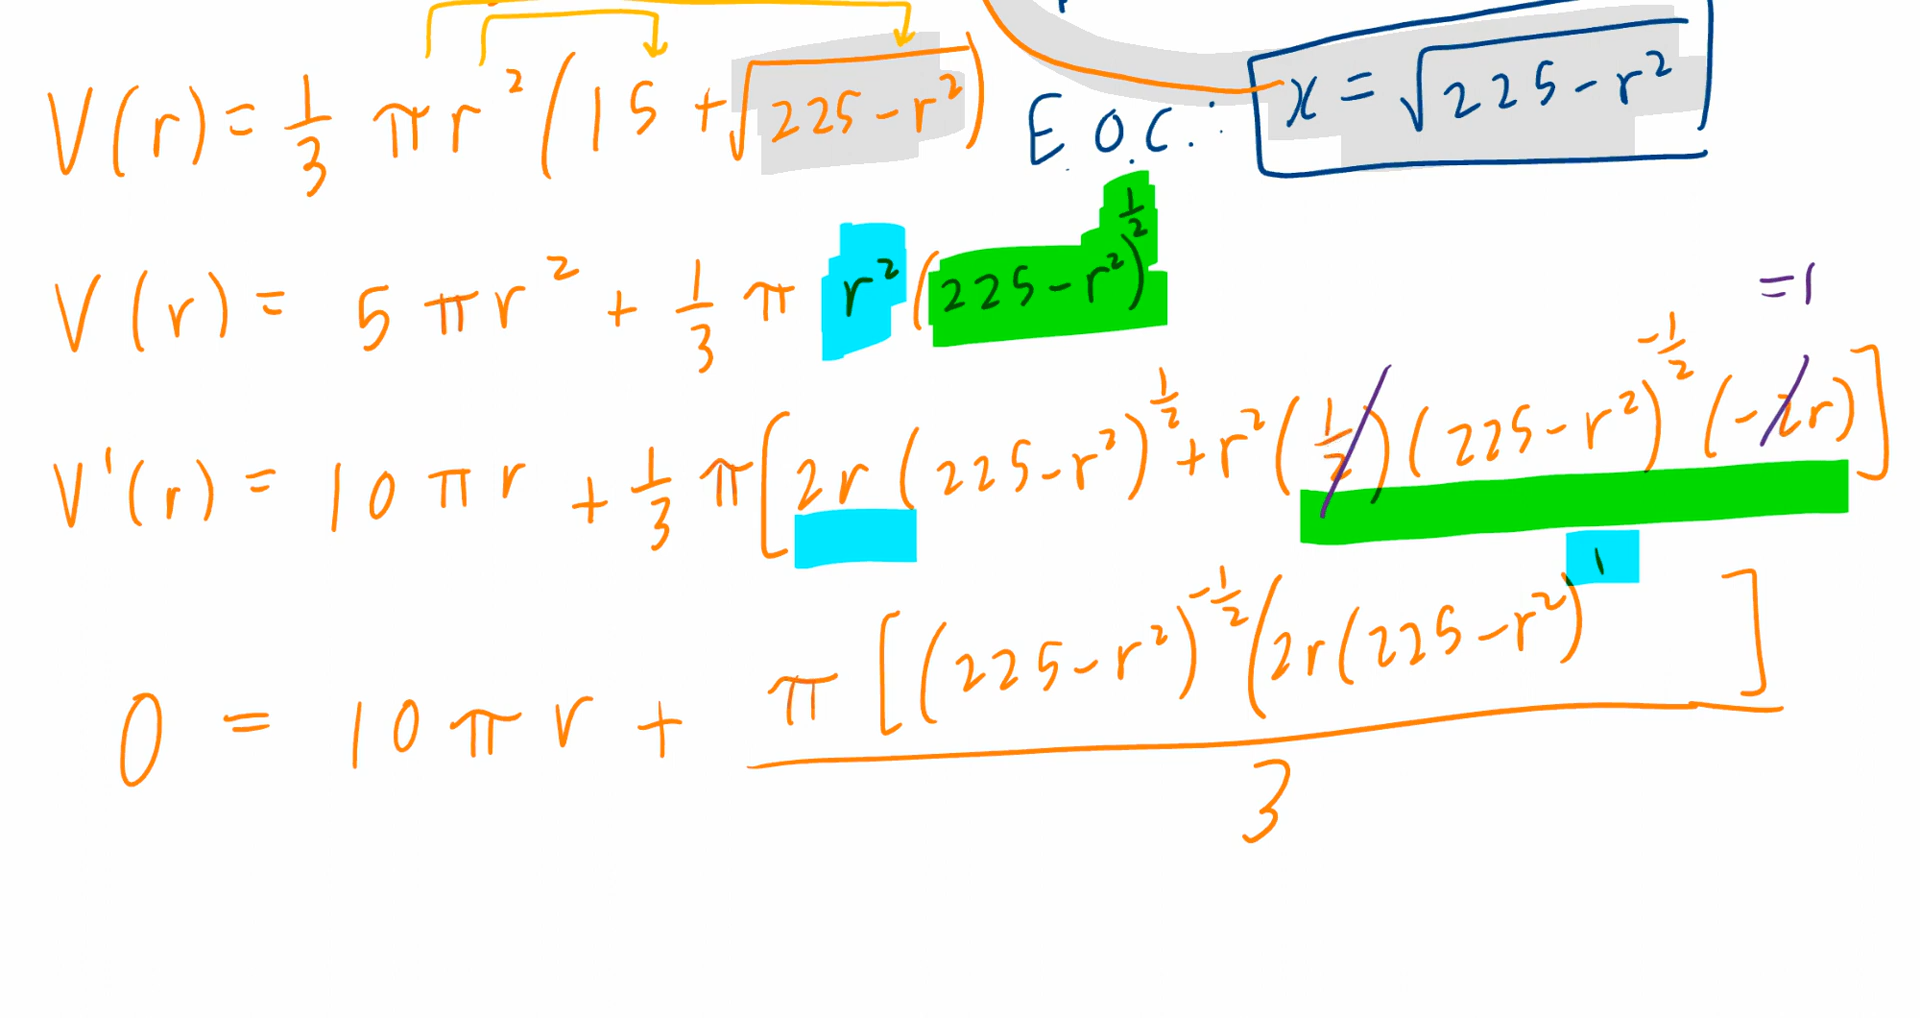 V(r) = 1/3 πr²(15 + √(225-r²)) E.O.C.: x = √(225-r²)
V(r) = 5πr² + 1/3 π r²(225-r²)^(1/2)
=1
V'(r) = 10πr + 1/3 π[2r(225-r²)^(1/2) + r²(1/2)(225-r²)^(-1/2)(-2r)]
0 = 10πr + π[(225-r²)^(-1/2)(2r(225-r²)^1 ]
3